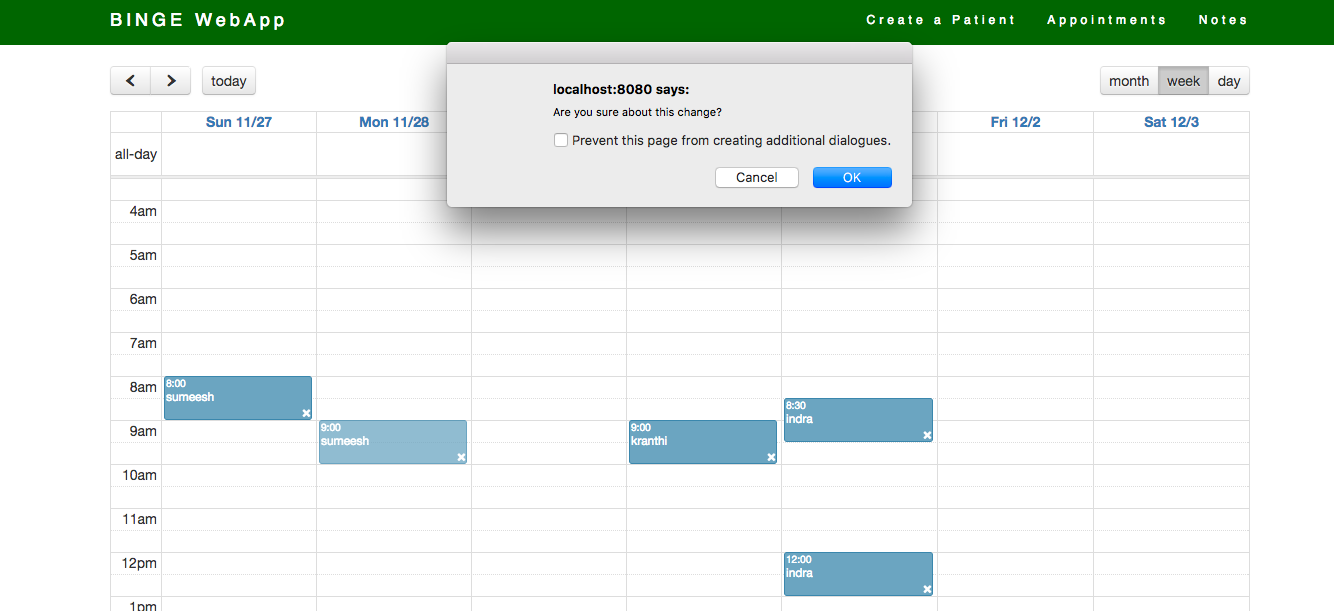 BINGE WebApp
Create a Patient Appointments Notes
localhost:8080 says:
Are you sure about this change?
Prevent this page from creating additional dialogues.
Cancel OK
today
month week day
Sun 11/27 Mon 11/28 Fri 12/2 Sat 12/3
all-day
4am
5am
6am
7am
8am
8:00
sumeesh
8:30
indra
9am
9:00
sumeesh
9:00
kranthi
10am
11am
12pm
12:00
indra
1pm